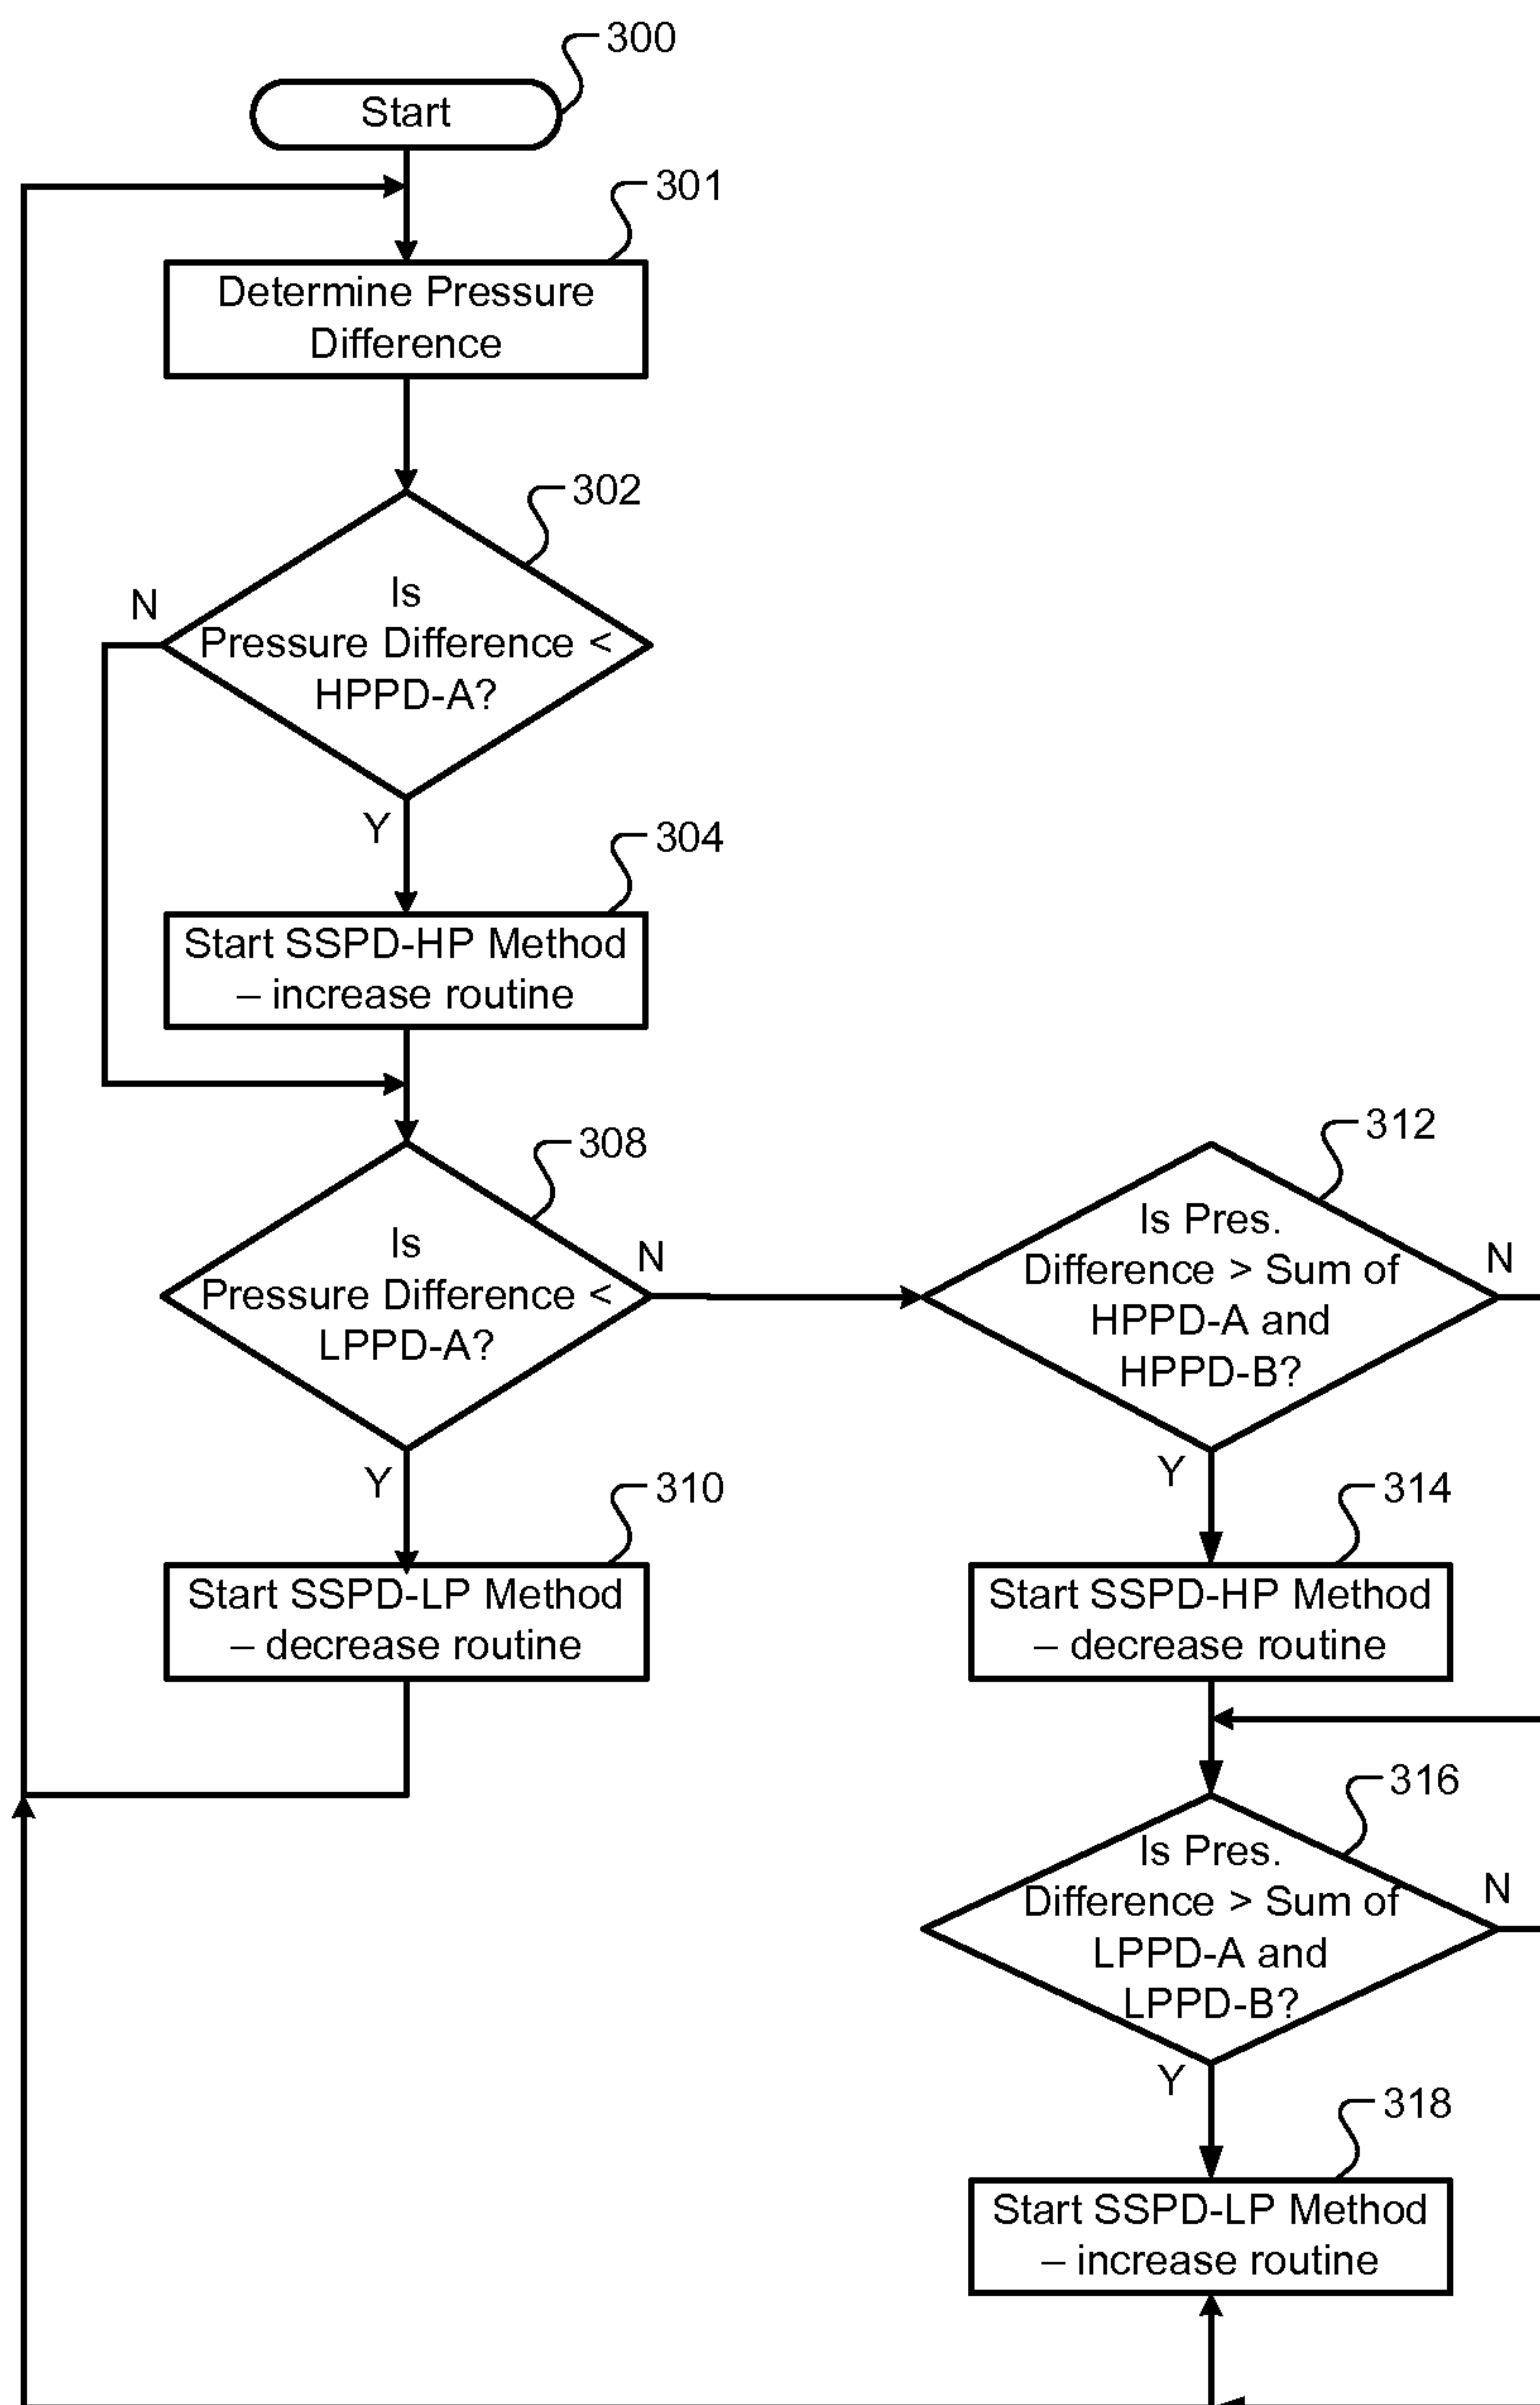 300
Start
301
Determine Pressure
Difference
302
N
Is
Pressure Difference <
HPPD-A?
Y
304
Start SSPD-HP Method
– increase routine
308
Is
Pressure Difference <
LPPD-A?
N
Y
310
Start SSPD-LP Method
– decrease routine
312
Is Pres.
Difference > Sum of
HPPD-A and
HPPD-B?
N
Y
314
Start SSPD-HP Method
– decrease routine
316
Is Pres.
Difference > Sum of
LPPD-A and
LPPD-B?
N
Y
318
Start SSPD-LP Method
– increase routine